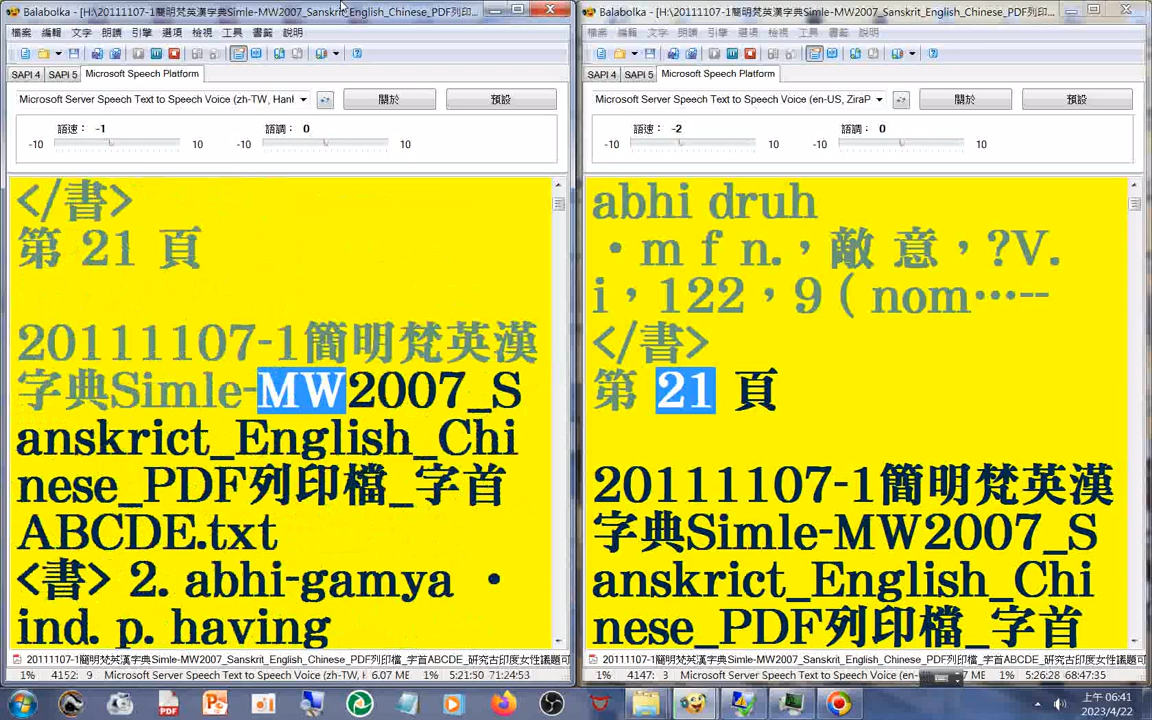 Balabolka - [H:\20111107-1簡明梵英漢字典Simle-MW2007_Sanskrit_English_Chinese_PDF列印...
檔案 編輯 文字 朗讀 引擎 選項 檢視 工具 書籤 說明
SAPI 4 SAPI 5 Microsoft Speech Platform
Microsoft Server Speech Text to Speech Voice (zh-TW, Hanl
關於 預設
語速： -1 語調： 0
-10 10 -10 10
</書>
第 21 頁
20111107-1簡明梵英漢
字典Simle-MW2007_S
anskrict_English_Chi
nese_PDF列印檔_字首
ABCDE.txt
<書> 2. abhi-gamya •
ind. p. having
20111107-1簡明梵英漢字典Simle-MW2007_Sanskrit_English_Chinese_PDF列印檔_字首ABCDE_研究古印度女性議題可
1% 4152: 9 Microsoft Server Speech Text to Speech Voice (zh-TW, 6.07 MB 1% 5:21:50 71:24:53
Balabolka - [H:\20111107-1簡明梵英漢字典Simle-MW2007_Sanskrit_English_Chinese_PDF列印...
檔案 編輯 文字 朗讀 引擎 選項 檢視 工具 書籤 說明
SAPI 4 SAPI 5 Microsoft Speech Platform
Microsoft Server Speech Text to Speech Voice (en-US, ZiraP
關於 預設
語速： -2 語調： 0
-10 10 -10 10
abhi druh
•m f n.，敵 意，?V.
i，122，9（nom…--
</書>
第 21 頁
20111107-1簡明梵英漢
字典Simle-MW2007_S
anskrict_English_Chi
nese_PDF列印檔_字首
20111107-1簡明梵英漢字典Simle-MW2007_Sanskrit_English_Chinese_PDF列印檔_字首ABCDE_研究古印度女性議題可
1% 4147: 3 Microsoft Server Speech Text to Speech Voice (en-US, 6.07 MB 1% 5:26:28 68:47:35
上午 06:41
2023/4/22